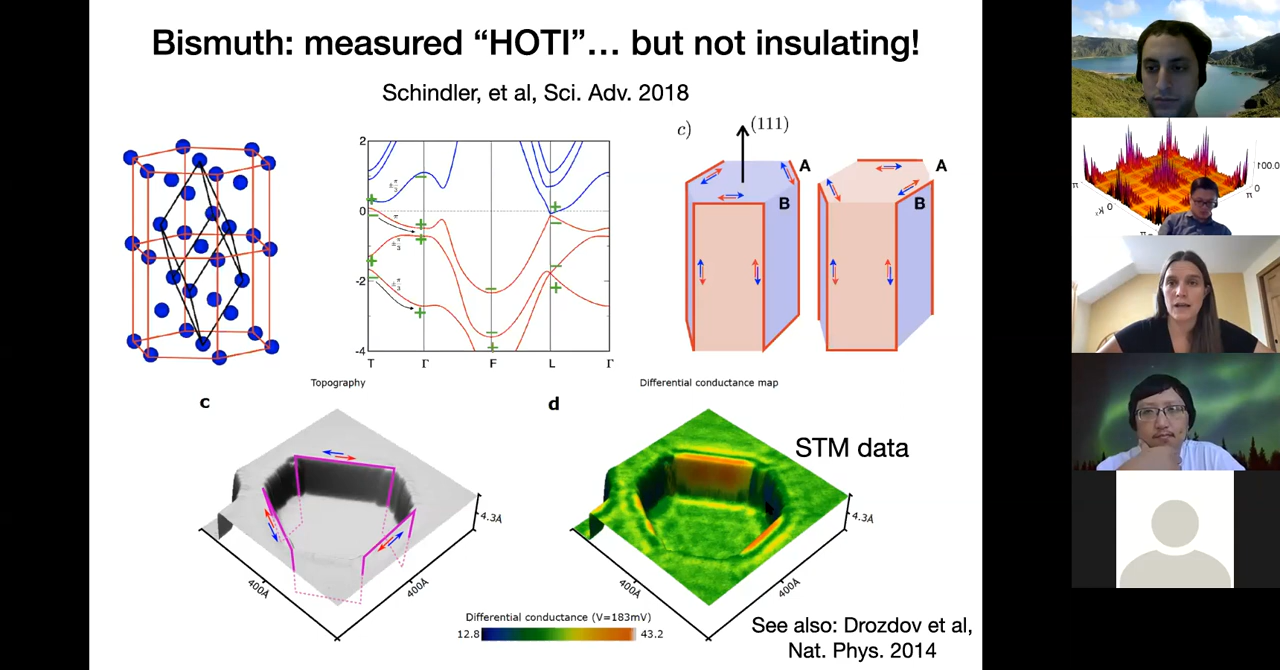 Bismuth: measured “HOTI”... but not insulating!
Schindler, et al, Sci. Adv. 2018
c)
(111)
A
B
A
B
2
0
-2
-4
T
Γ
F
L
Γ
Topography
Differential conductance map
c
d
STM data
4.3Å
400Å
400Å
4.3Å
400Å
400Å
Differential conductance (V=183mV)
12.8
43.2
See also: Drozdov et al,
Nat. Phys. 2014
π
0
π